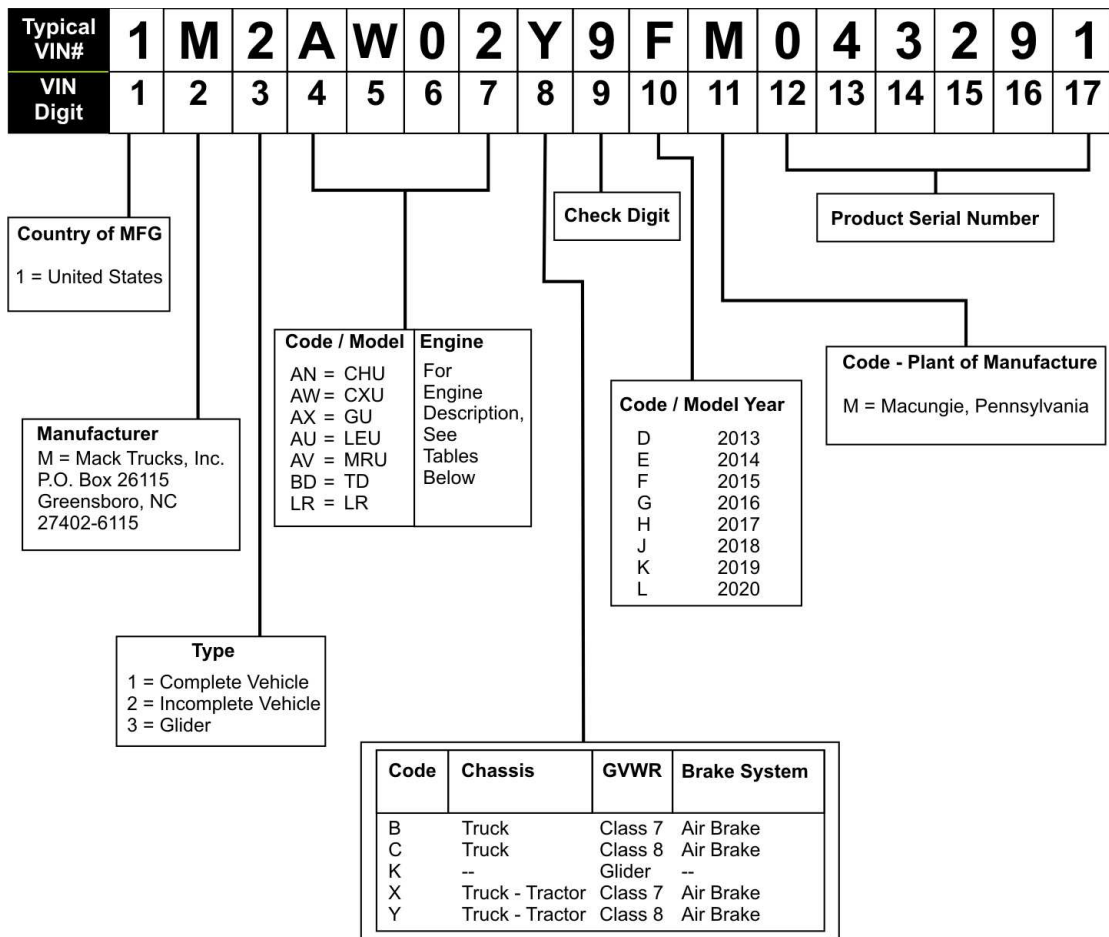 Typical VIN# 1 M 2 A W 0 2 Y 9 F M 0 4 3 2 9 1
VIN Digit 1 2 3 4 5 6 7 8 9 10 11 12 13 14 15 16 17
Country of MFG
1 = United States
Manufacturer
M = Mack Trucks, Inc.
P.O. Box 26115
Greensboro, NC
27402-6115
Type
1 = Complete Vehicle
2 = Incomplete Vehicle
3 = Glider
Code / Model
AN = CHU
AW = CXU
AX = GU
AU = LEU
AV = MRU
BD = TD
LR = LR
Engine
For
Engine
Description,
See
Tables
Below
Code Chassis GVWR Brake System
B Truck Class 7 Air Brake
C Truck Class 8 Air Brake
K -- Glider --
X Truck - Tractor Class 7 Air Brake
Y Truck - Tractor Class 8 Air Brake
Check Digit
Code / Model Year
D 2013
E 2014
F 2015
G 2016
H 2017
J 2018
K 2019
L 2020
Code - Plant of Manufacture
M = Macungie, Pennsylvania
Product Serial Number